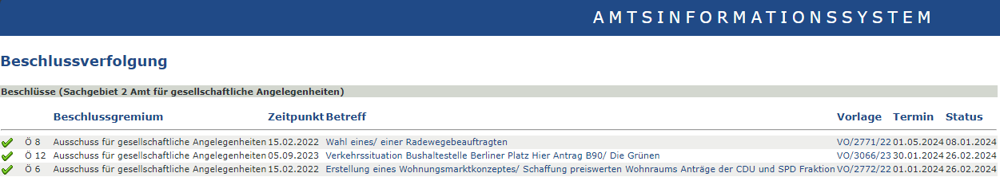 AMTSINFORMATIONSSYSTEM
Beschlussverfolgung
Beschlüsse (Sachgebiet 2 Amt für gesellschaftliche Angelegenheiten)
Beschlussgremium Zeitpunkt Betreff Vorlage Termin Status
Ö 8 Ausschuss für gesellschaftliche Angelegenheiten 15.02.2022 Wahl eines/ einer Radewegebeauftragten VO/2771/22 01.05.2024 08.01.2024
Ö 12 Ausschuss für gesellschaftliche Angelegenheiten 05.09.2023 Verkehrssituation Bushaltestelle Berliner Platz Hier Antrag B90/ Die Grünen VO/3066/23 30.01.2024 26.02.2024
Ö 6 Ausschuss für gesellschaftliche Angelegenheiten 15.02.2022 Erstellung eines Wohnungsmarktkonzeptes/ Schaffung preiswerten Wohnraums Anträge der CDU und SPD Fraktion VO/2772/22 01.01.2024 26.02.2024